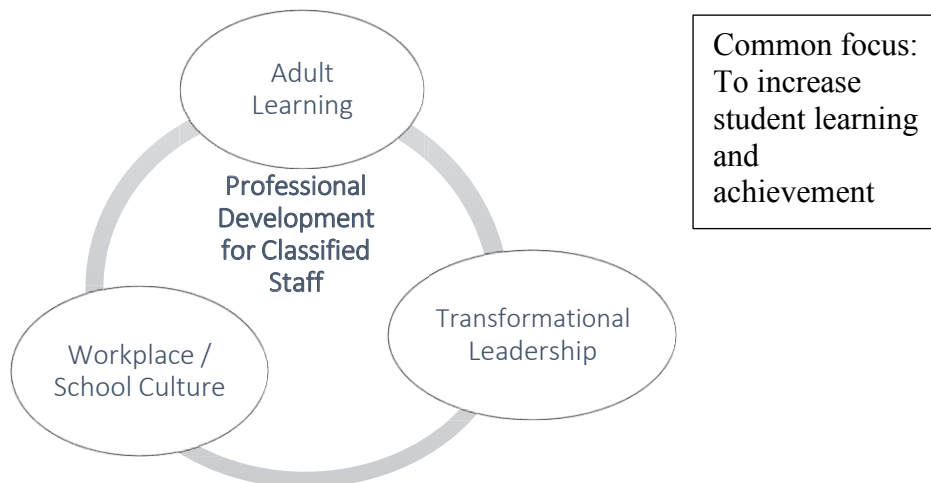 Adult
Learning
Professional
Development
for Classified
Staff
Workplace /
School Culture
Transformational
Leadership
Common focus:
To increase
student learning
and
achievement